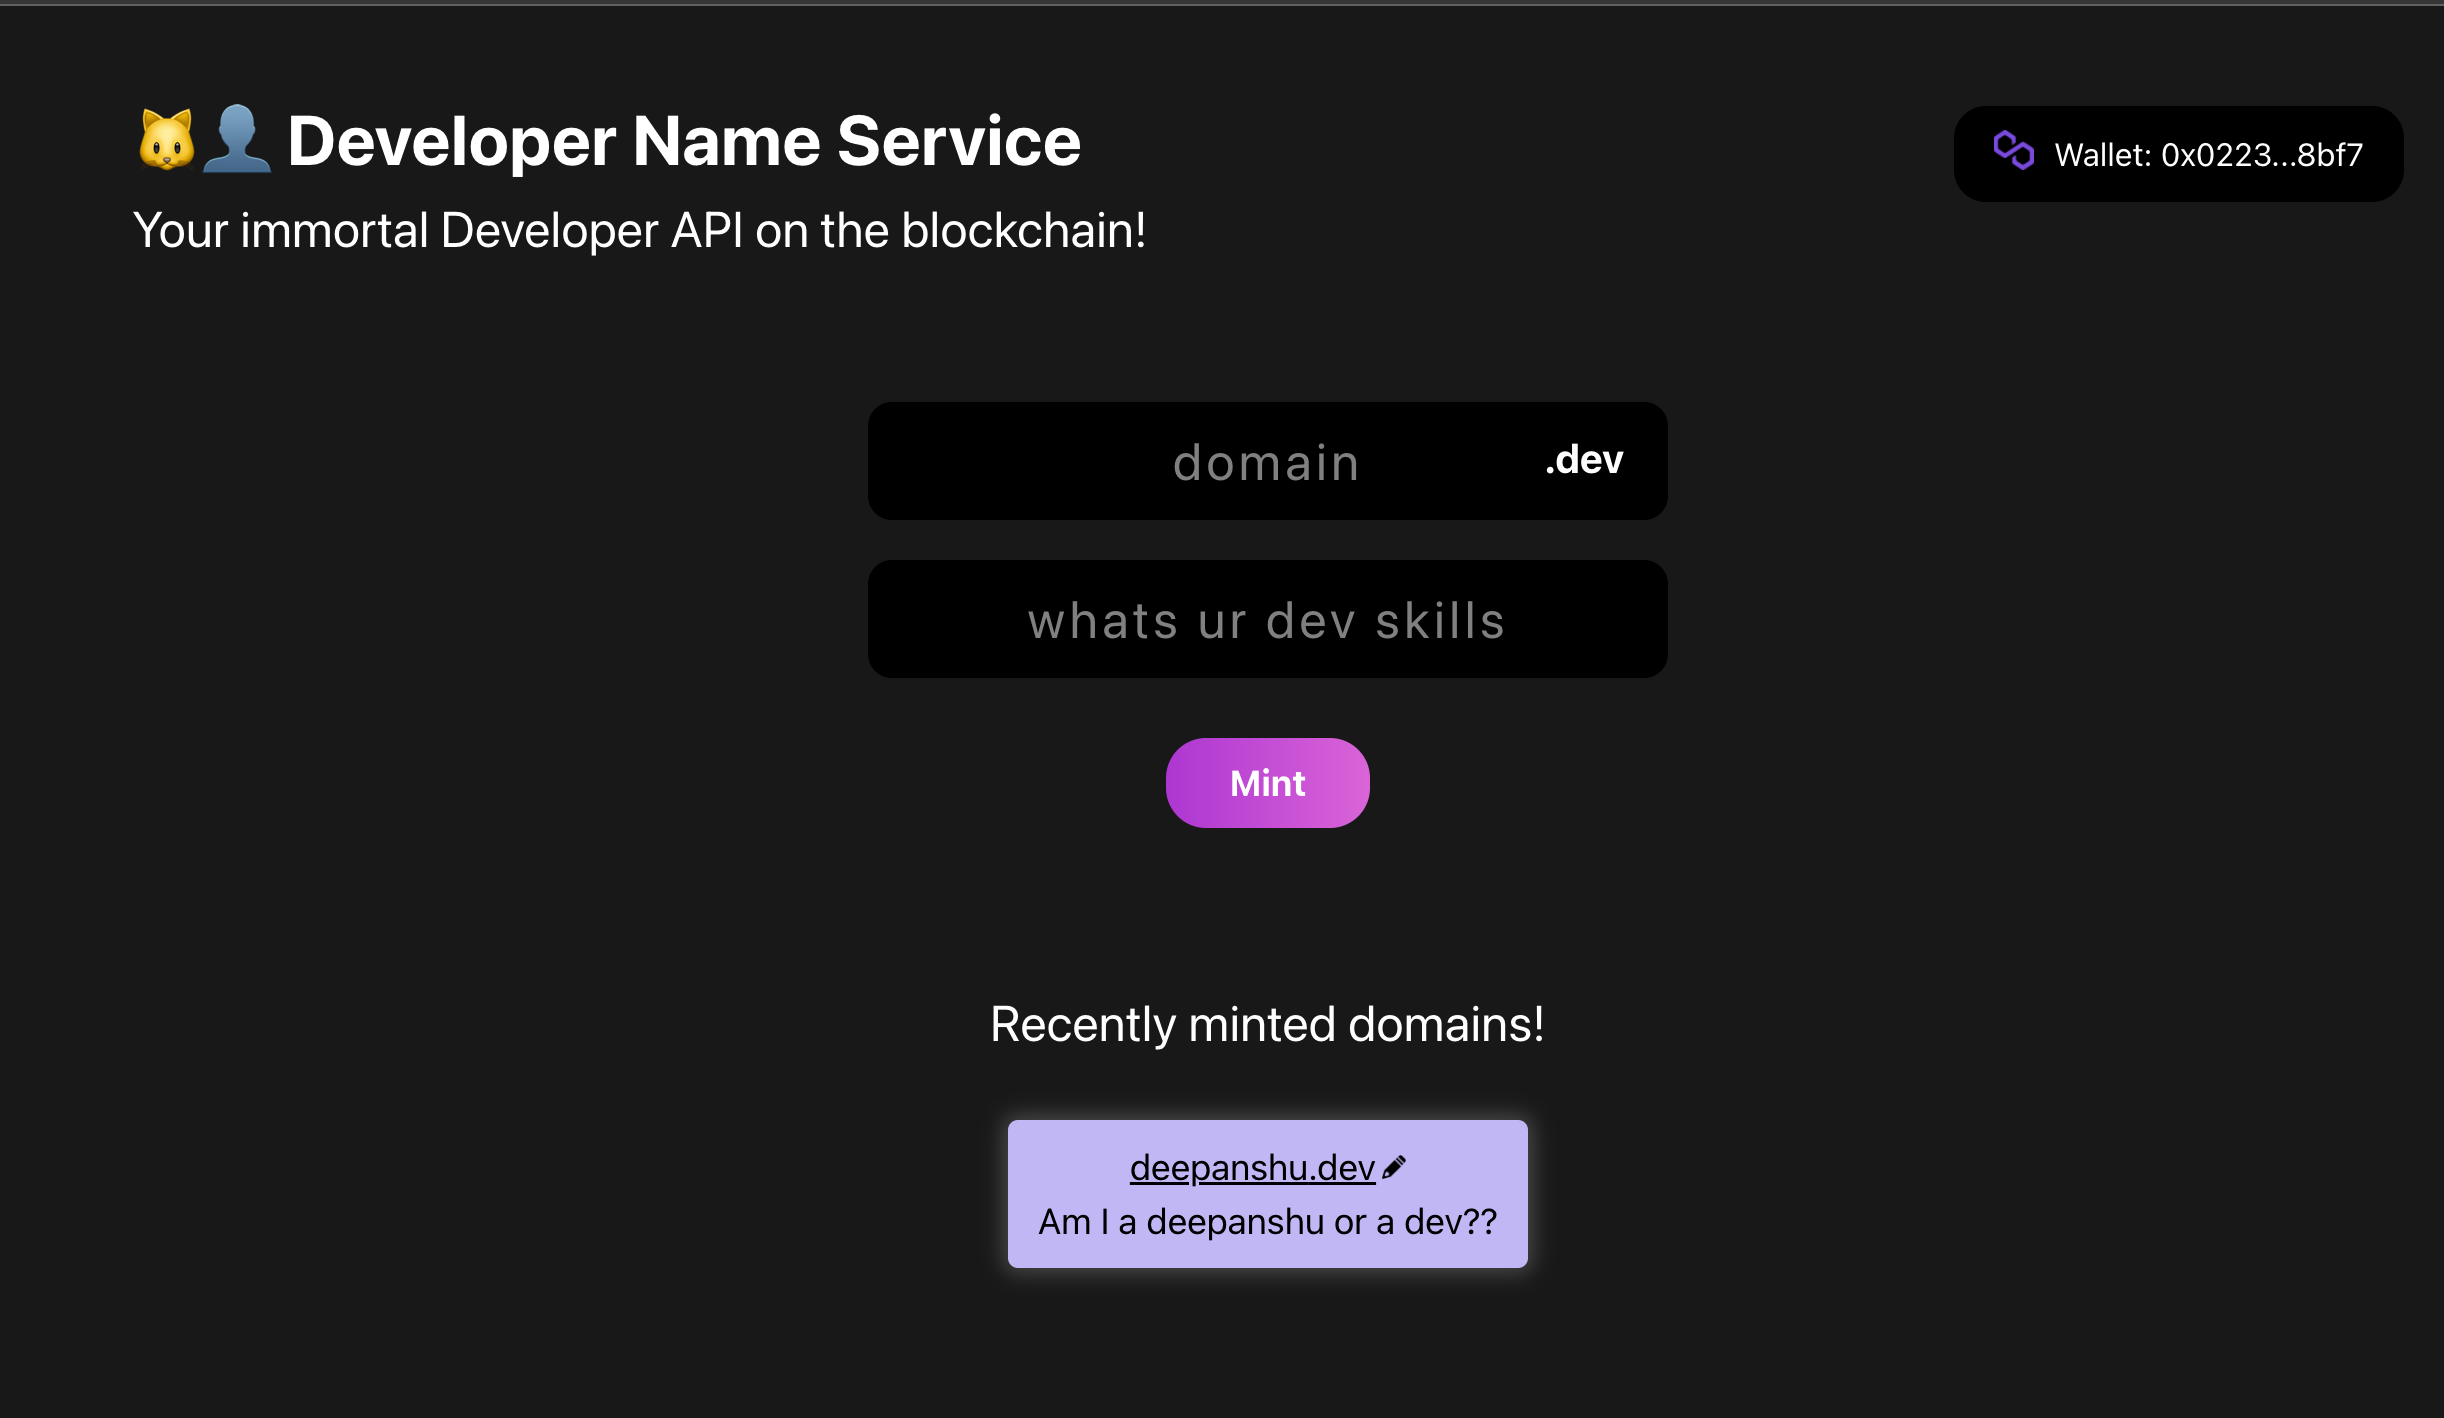 🐱👤 Developer Name Service
Your immortal Developer API on the blockchain!
Wallet: 0x0223...8bf7
domain .dev
whats ur dev skills
Mint
Recently minted domains!
deepanshu.dev
Am I a deepanshu or a dev??